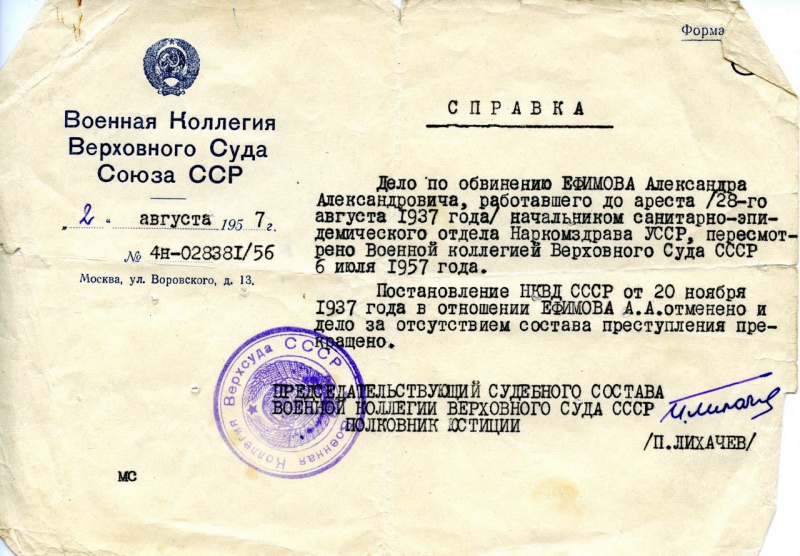 Форма
СПРАВКА
Военная Коллегия
Верховного Суда
Союза ССР
„2“ августа 1957 г.
№ 4н-028381/56
Москва, ул. Воровского, д. 13.
Дело по обвинению ЕФИМОВА Александра
Александровича, работавшего до ареста /28-го
августа 1937 года/ начальником санитарно-эпи-
демического отдела Наркомздрава УССР, пересмот-
рено Военной коллегией Верховного Суда СССР
6 июля 1957 года.
Постановление НКВД СССР от 20 ноября
1937 года в отношении ЕФИМОВА А.А.отменено и
дело за отсутствием состава преступления пре-
кращено.
ПРЕДСЕДАТЕЛЬСТВУЮЩИЙ СУДЕБНОГО СОСТАВА
ВОЕННОЙ КОЛЛЕГИИ ВЕРХОВНОГО СУДА СССР
ПОЛКОВНИК ЮСТИЦИИ
/П.ЛИХАЧЕВ/
Военная Коллегия Верхсуда СССР
МС